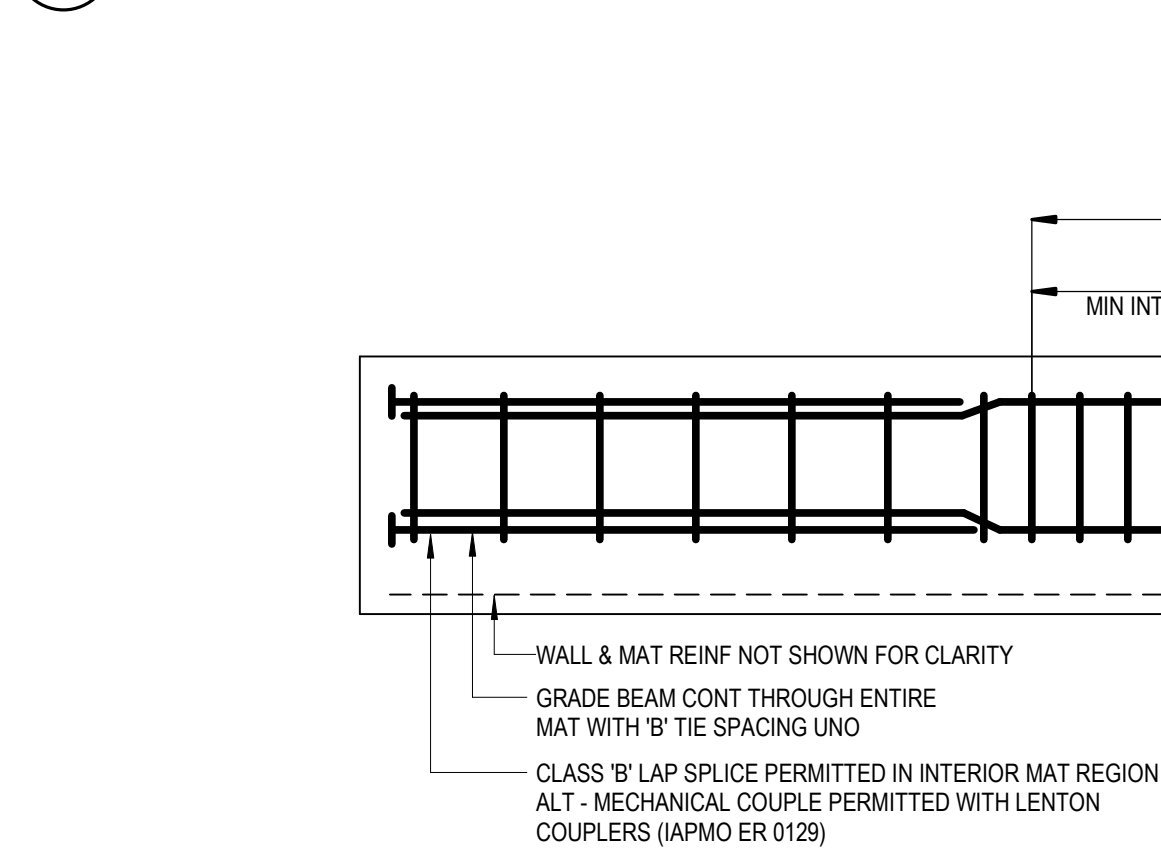 MIN INT
WALL & MAT REINF NOT SHOWN FOR CLARITY
GRADE BEAM CONT THROUGH ENTIRE
MAT WITH 'B' TIE SPACING UNO
CLASS 'B' LAP SPLICE PERMITTED IN INTERIOR MAT REGION
ALT - MECHANICAL COUPLE PERMITTED WITH LENTON
COUPLERS (IAPMO ER 0129)